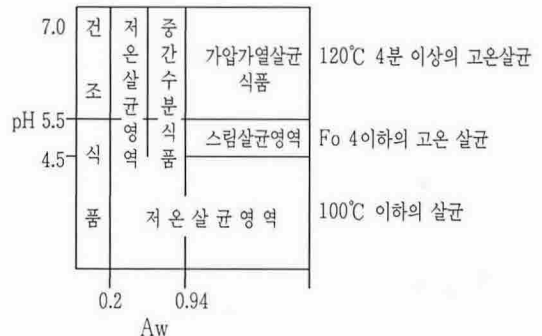 7.0
pH 5.5
4.5
건조식품
저온살균영역
중간수분식품
가압가열살균
식품
120℃ 4분 이상의 고온살균
스팀살균영역
Fo 4이하의 고온 살균
저 온 살 균 영 역
100℃ 이하의 살균
0.2
0.94
Aw